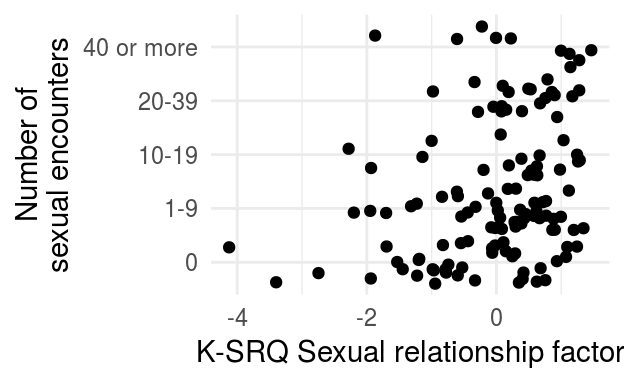 Number of
sexual encounters
40 or more
20-39
10-19
1-9
0
-4
-2
0
K-SRQ Sexual relationship factor